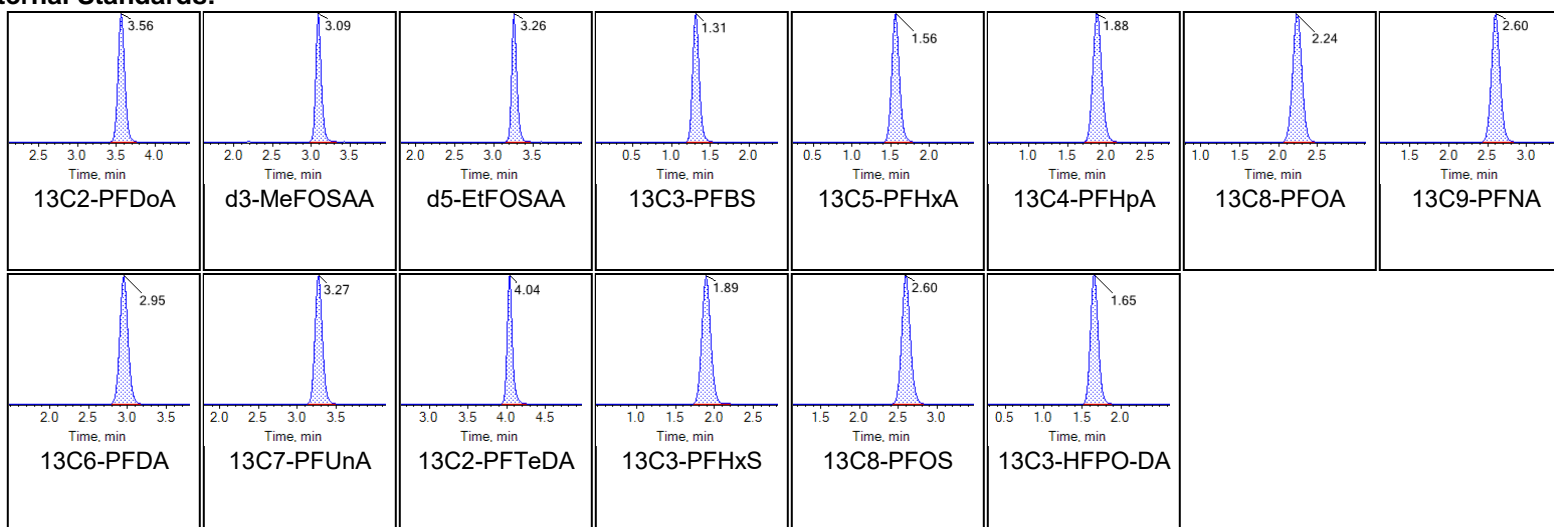 ternal Standards:
3.56
2.5 3.0 3.5 4.0
Time, min
13C2-PFDoA
3.09
2.0 2.5 3.0 3.5
Time, min
d3-MeFOSAA
3.26
2.0 2.5 3.0 3.5
Time, min
d5-EtFOSAA
1.31
0.5 1.0 1.5 2.0
Time, min
13C3-PFBS
1.56
0.5 1.0 1.5 2.0
Time, min
13C5-PFHxA
1.88
1.0 1.5 2.0 2.5
Time, min
13C4-PFHpA
2.24
1.0 1.5 2.0 2.5
Time, min
13C8-PFOA
2.60
1.5 2.0 2.5 3.0
Time, min
13C9-PFNA
2.95
2.0 2.5 3.0 3.5
Time, min
13C6-PFDA
3.27
2.0 2.5 3.0 3.5
Time, min
13C7-PFUnA
4.04
3.0 3.5 4.0 4.5
Time, min
13C2-PFTeDA
1.89
1.0 1.5 2.0 2.5
Time, min
13C3-PFHxS
2.60
1.5 2.0 2.5 3.0
Time, min
13C8-PFOS
1.65
0.5 1.0 1.5 2.0
Time, min
13C3-HFPO-DA